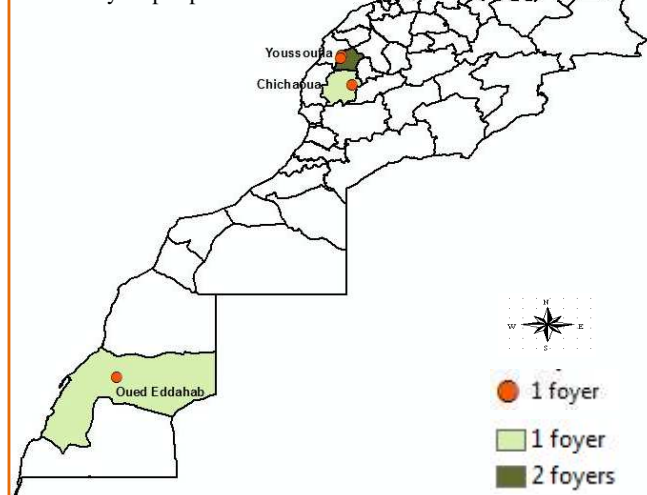 Youssoufia
Chichaoua
Oued Eddahab
N
W E
S
1 foyer
1 foyer
2 foyers